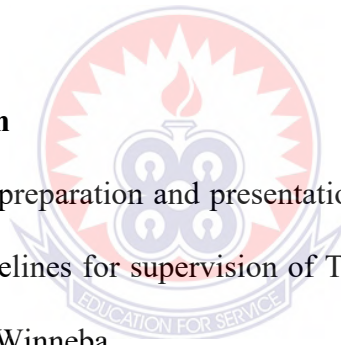 n
preparation and presentatio
elines for supervision of T
Winneba
EDUCATION FOR SERVICE